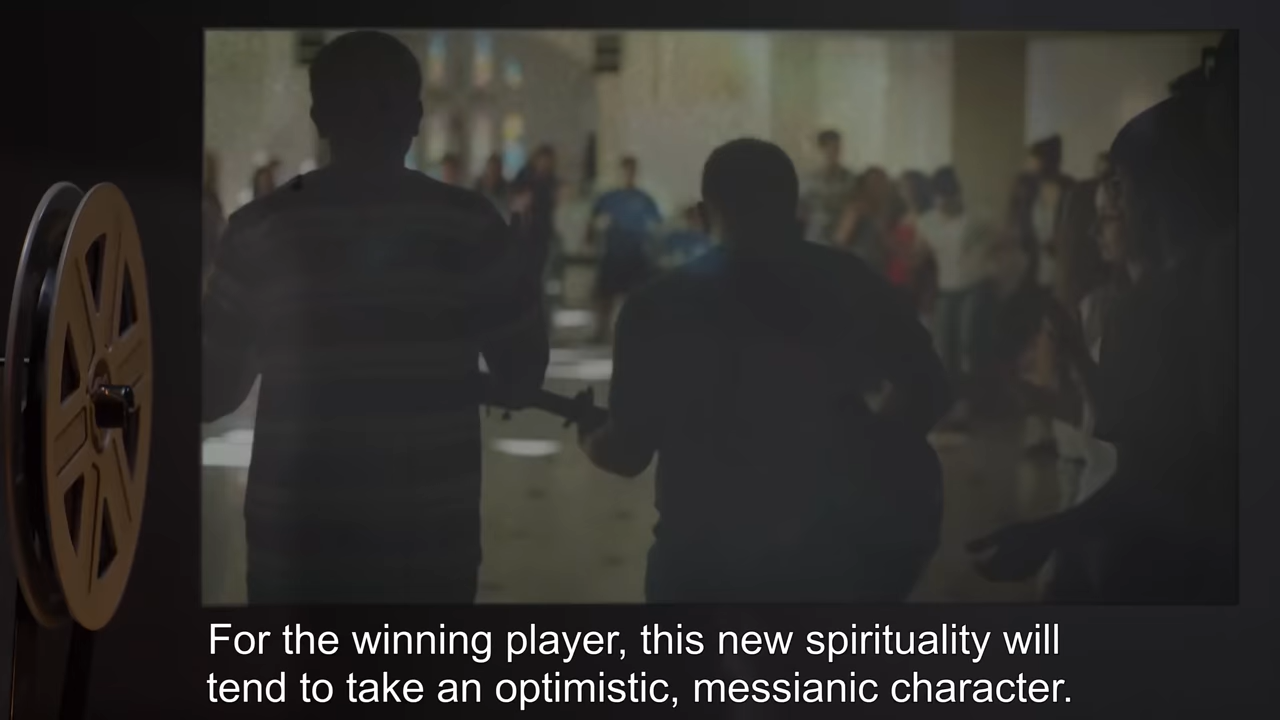 For the winning player, this new spirituality will
tend to take an optimistic, messianic character.